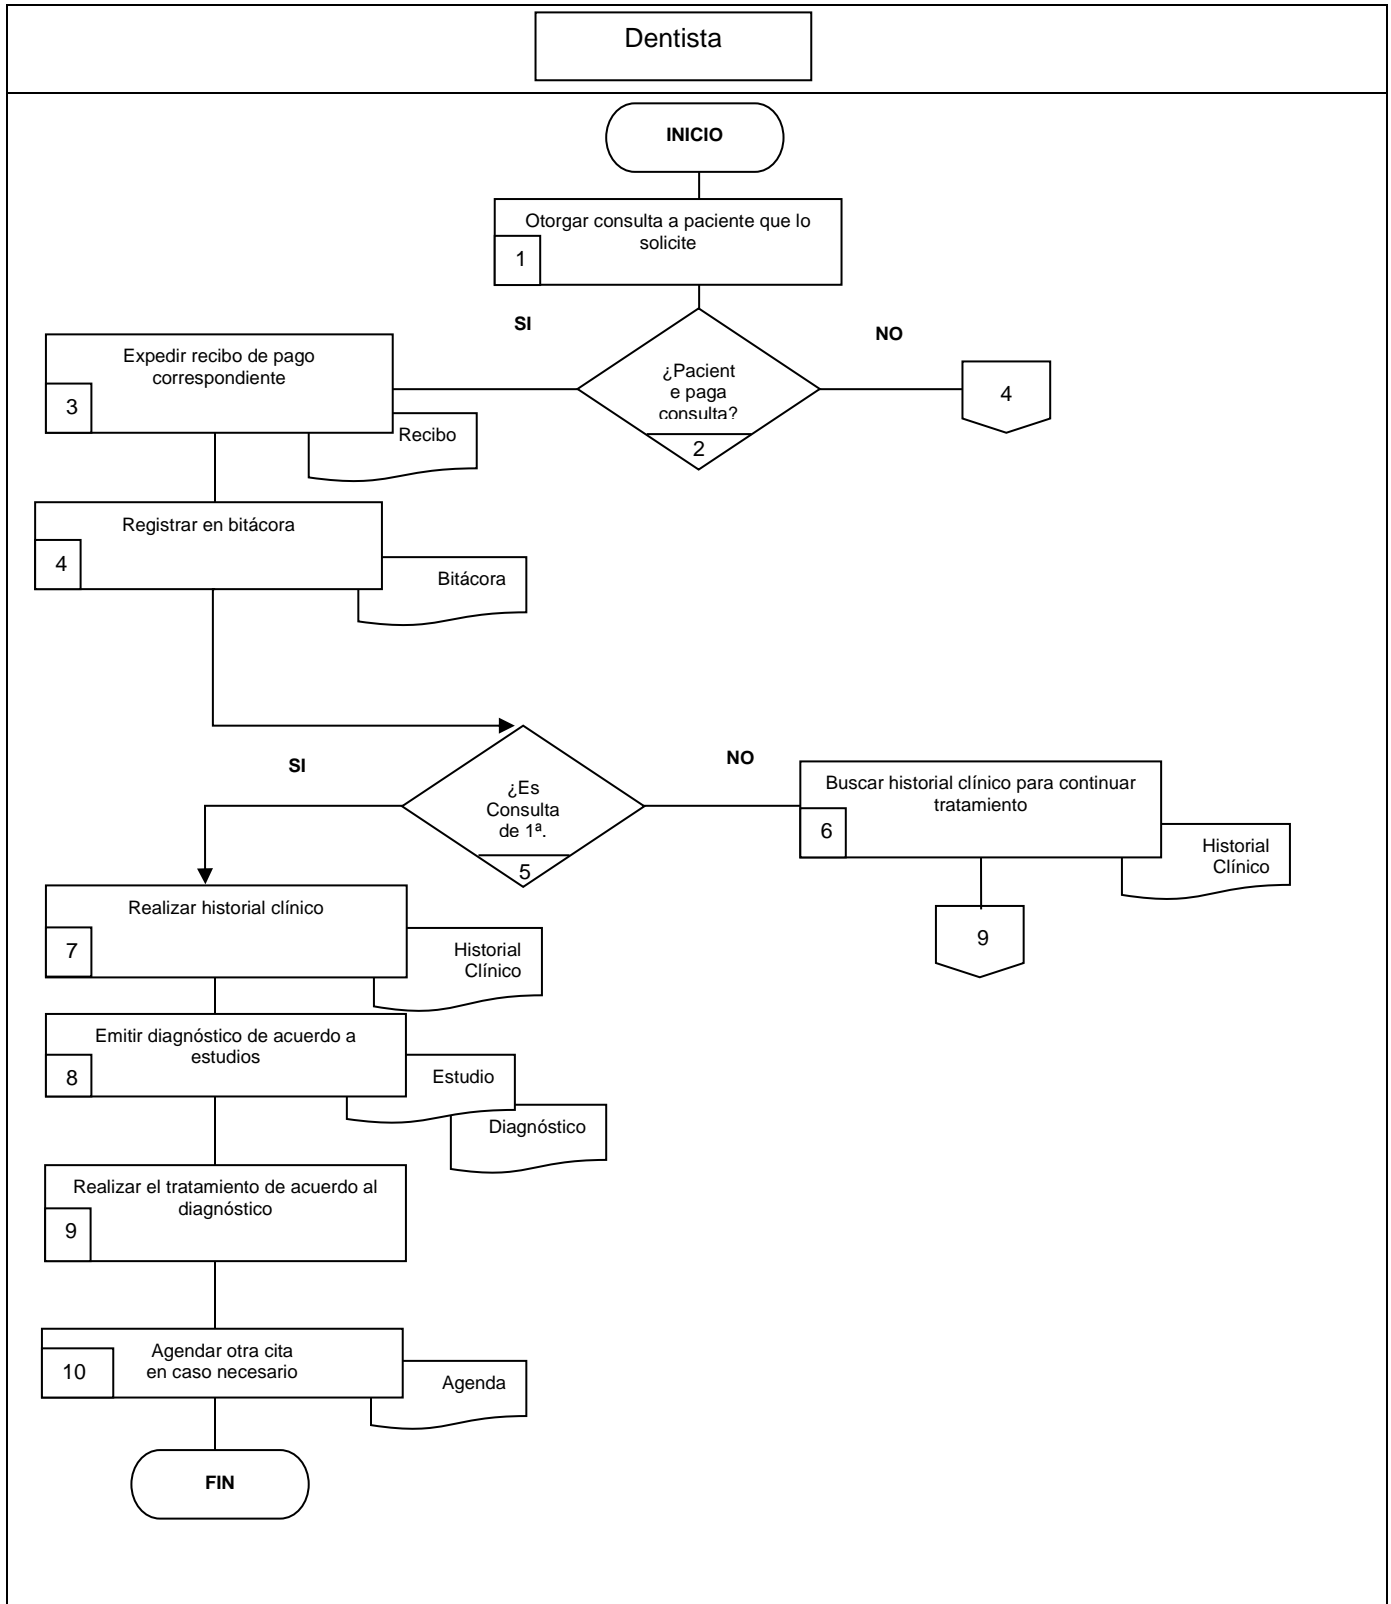 Dentista
INICIO
Otorgar consulta a paciente que lo
solicite
1
SI
NO
¿Pacient
e paga
consulta?
2
4
Expedir recibo de pago
correspondiente
3
Recibo
Registrar en bitácora
4
Bitácora
SI
NO
¿Es
Consulta
de 1ª.
5
Buscar historial clínico para continuar
tratamiento
6
Historial
Clínico
9
Realizar historial clínico
7
Historial
Clínico
Emitir diagnóstico de acuerdo a
estudios
8
Estudio
Diagnóstico
Realizar el tratamiento de acuerdo al
diagnóstico
9
Agendar otra cita
en caso necesario
10
Agenda
FIN